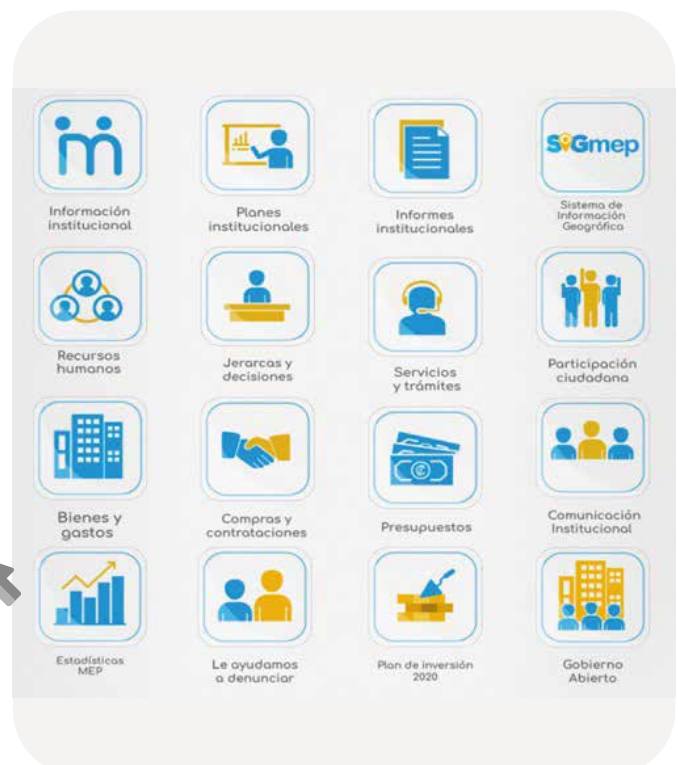 SiGmep
Información
institucional
Planes
institucionales
Informes
institucionales
Sistema de
Información
Geográfica
Recursos
humanos
Jerarcas y
decisiones
Servicios
y trámites
Participación
ciudadana
Bienes y
gastos
Compras y
contrataciones
Presupuestos
Comunicación
Institucional
Estadísticas
MEP
Le ayudamos
a denunciar
Plan de inversión
2020
Gobierno
Abierto